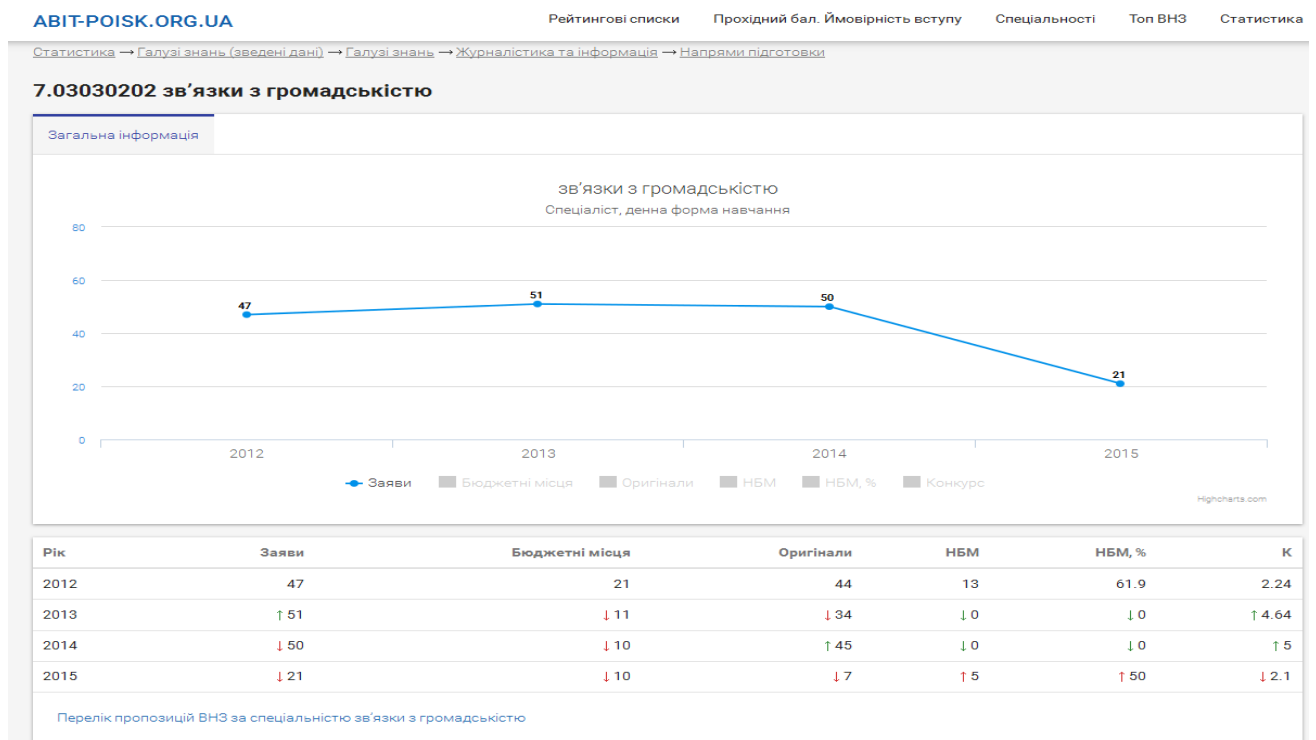 ABIT-POISK.ORG.UA Рейтингові списки Прохідний бал. Ймовірність вступу Спеціальності Топ ВНЗ Статистика
Статистика → Галузі знань (зведені дані) → Галузі знань → Журналістика та інформація → Напрями підготовки
7.03030202 зв’язки з громадськістю
Загальна інформація
зв’язки з громадськістю
Спеціаліст, денна форма навчання
80
60
47 51 50
40
21
20
0
2012 2013 2014 2015
Заяви Бюджетні місця Оригінали НБМ НБМ, % Конкурс
Highcharts.com
Рік Заяви Бюджетні місця Оригінали НБМ НБМ, % К
2012 47 21 44 13 61.9 2.24
2013 ↑ 51 ↓ 11 ↓ 34 ↓ 0 ↓ 0 ↑ 4.64
2014 ↓ 50 ↓ 10 ↑ 45 ↓ 0 ↓ 0 ↑ 5
2015 ↓ 21 ↓ 10 ↓ 7 ↑ 5 ↑ 50 ↓ 2.1
Перелік пропозицій ВНЗ за спеціальністю зв’язки з громадськістю